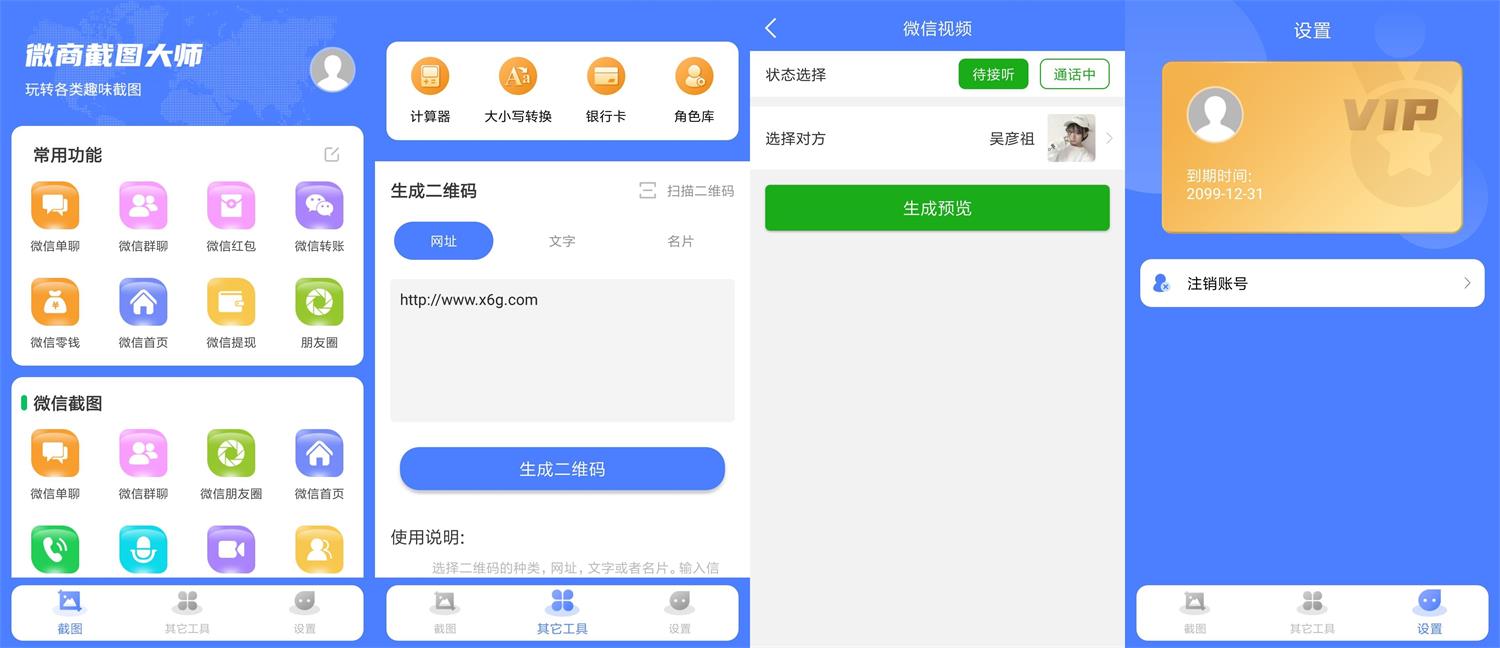 微商截图大师
玩转各类趣味截图
常用功能
微信单聊
微信群聊
微信红包
微信转账
微信零钱
微信首页
微信提现
朋友圈
微信截图
微信单聊
微信群聊
微信朋友圈
微信首页
截图
其它工具
设置
计算器
大小写转换
银行卡
角色库
生成二维码
扫描二维码
网址
文字
名片
http://www.x6g.com
生成二维码
使用说明:
选择二维码的种类，网址，文字或者名片。输入信
截图
其它工具
设置
微信视频
状态选择
待接听
通话中
选择对方
吴彦祖
生成预览
设置
VIP
到期时间:
2099-12-31
注销账号
截图
其它工具
设置